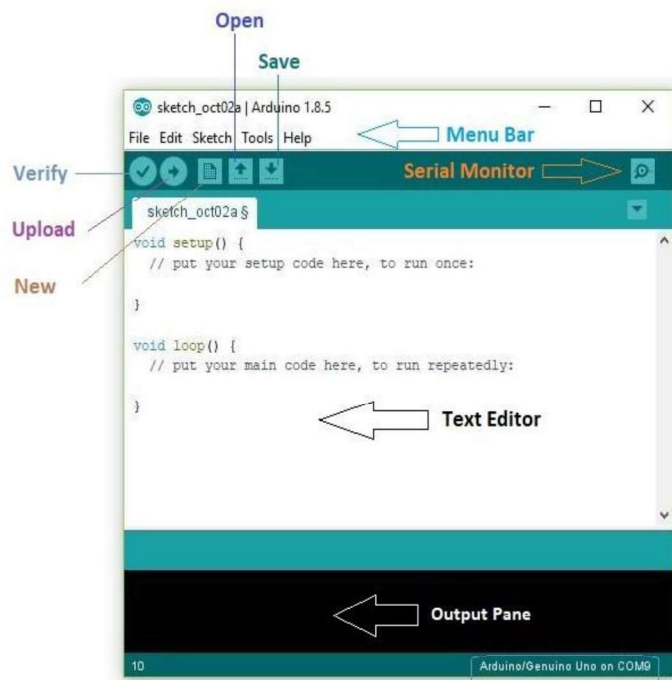 Open
Save
sketch_oct02a | Arduino 1.8.5
File Edit Sketch Tools Help
Menu Bar
Verify
Serial Monitor
Upload
sketch_oct02a §
New
void setup() {
// put your setup code here, to run once:
}
void loop() {
// put your main code here, to run repeatedly:
}
Text Editor
Output Pane
10
Arduino/Genuino Uno on COM9